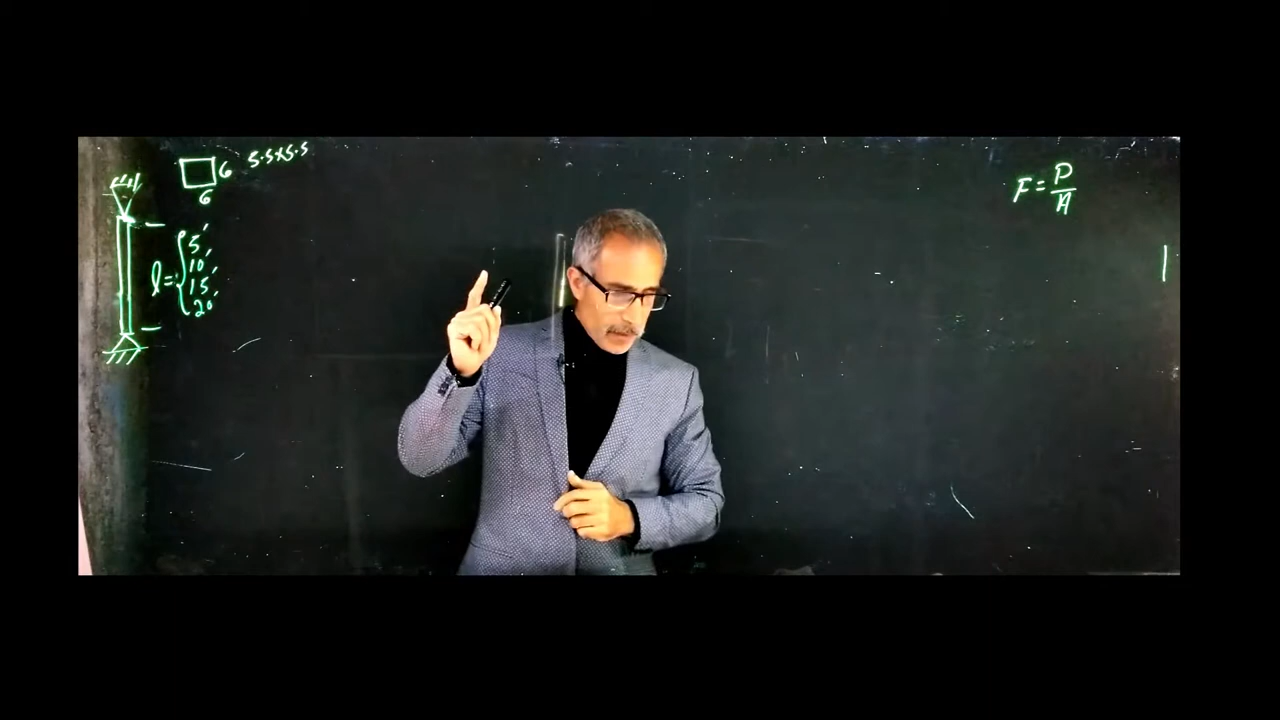 6 5.5x5.5
6
l = { 5'
10'
15'
20'
F = P/A